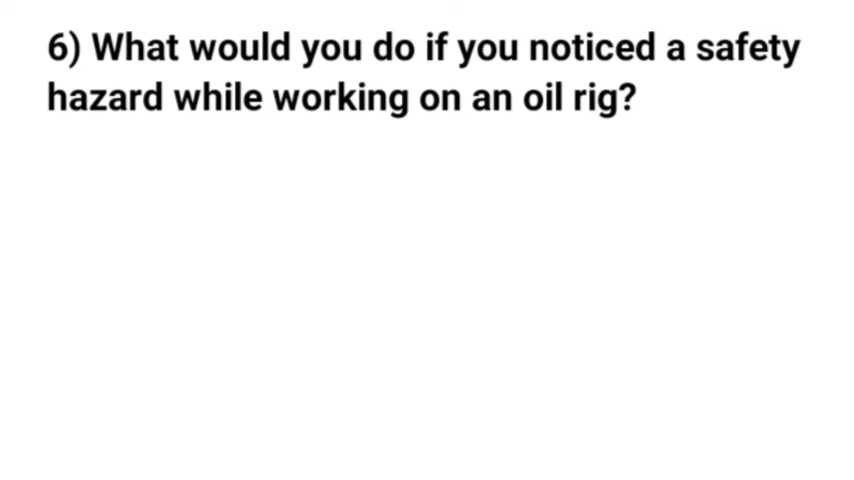 6) What would you do if you noticed a safety
hazard while working on an oil rig?